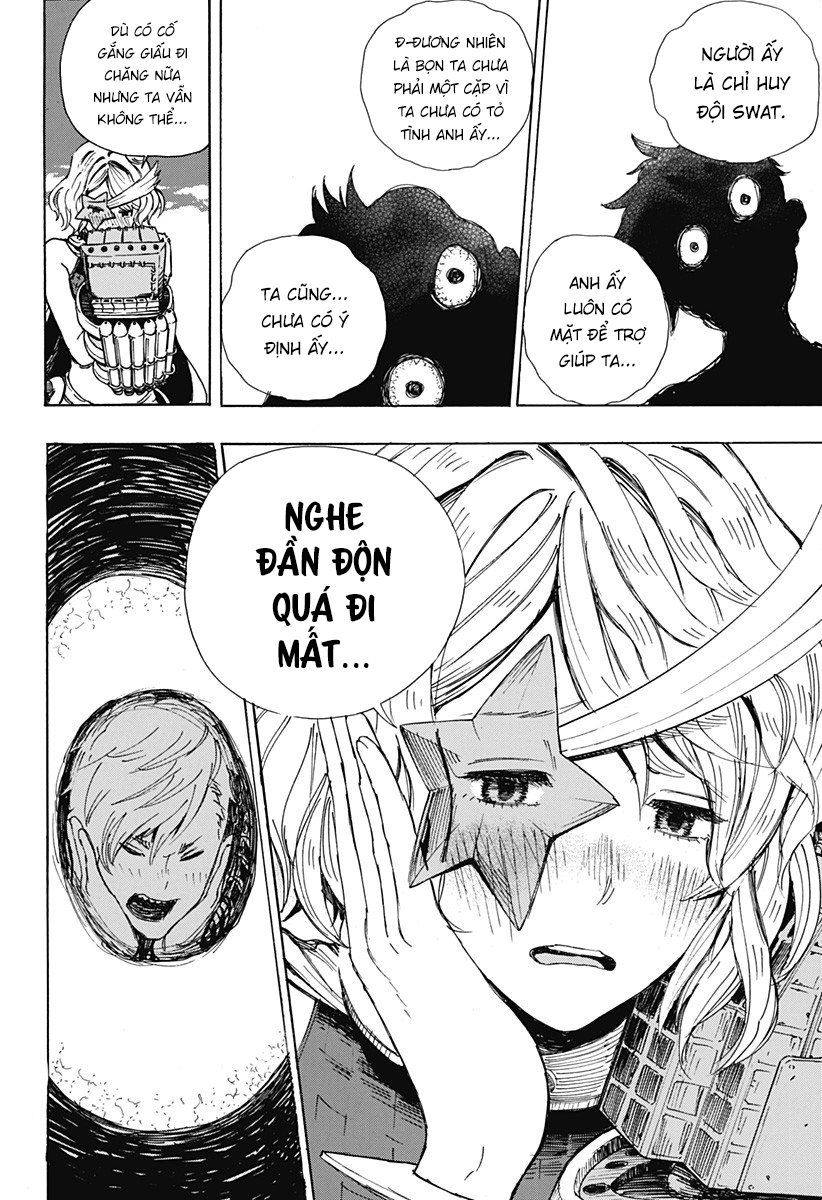 NGƯỜI ẤY
LÀ CHỈ HUY
ĐỘI SWAT.
ANH ẤY
LUÔN CÓ
MẶT ĐỂ TRỢ
GIÚP TA...
Đ-ĐƯƠNG NHIÊN
LÀ BỌN TA CHƯA
PHẢI MỘT CẶP VÌ
TA CHƯA CÓ TỎ
TÌNH ANH ẤY...
TA CŨNG...
CHƯA CÓ Ý
ĐỊNH ẤY...
DÙ CÓ CỐ
GẮNG GIẤU ĐI
CHĂNG NỮA
NHƯNG TA VẪN
KHÔNG THỂ...
NGHE
ĐẦN ĐỘN
QUÁ ĐI
MẤT...